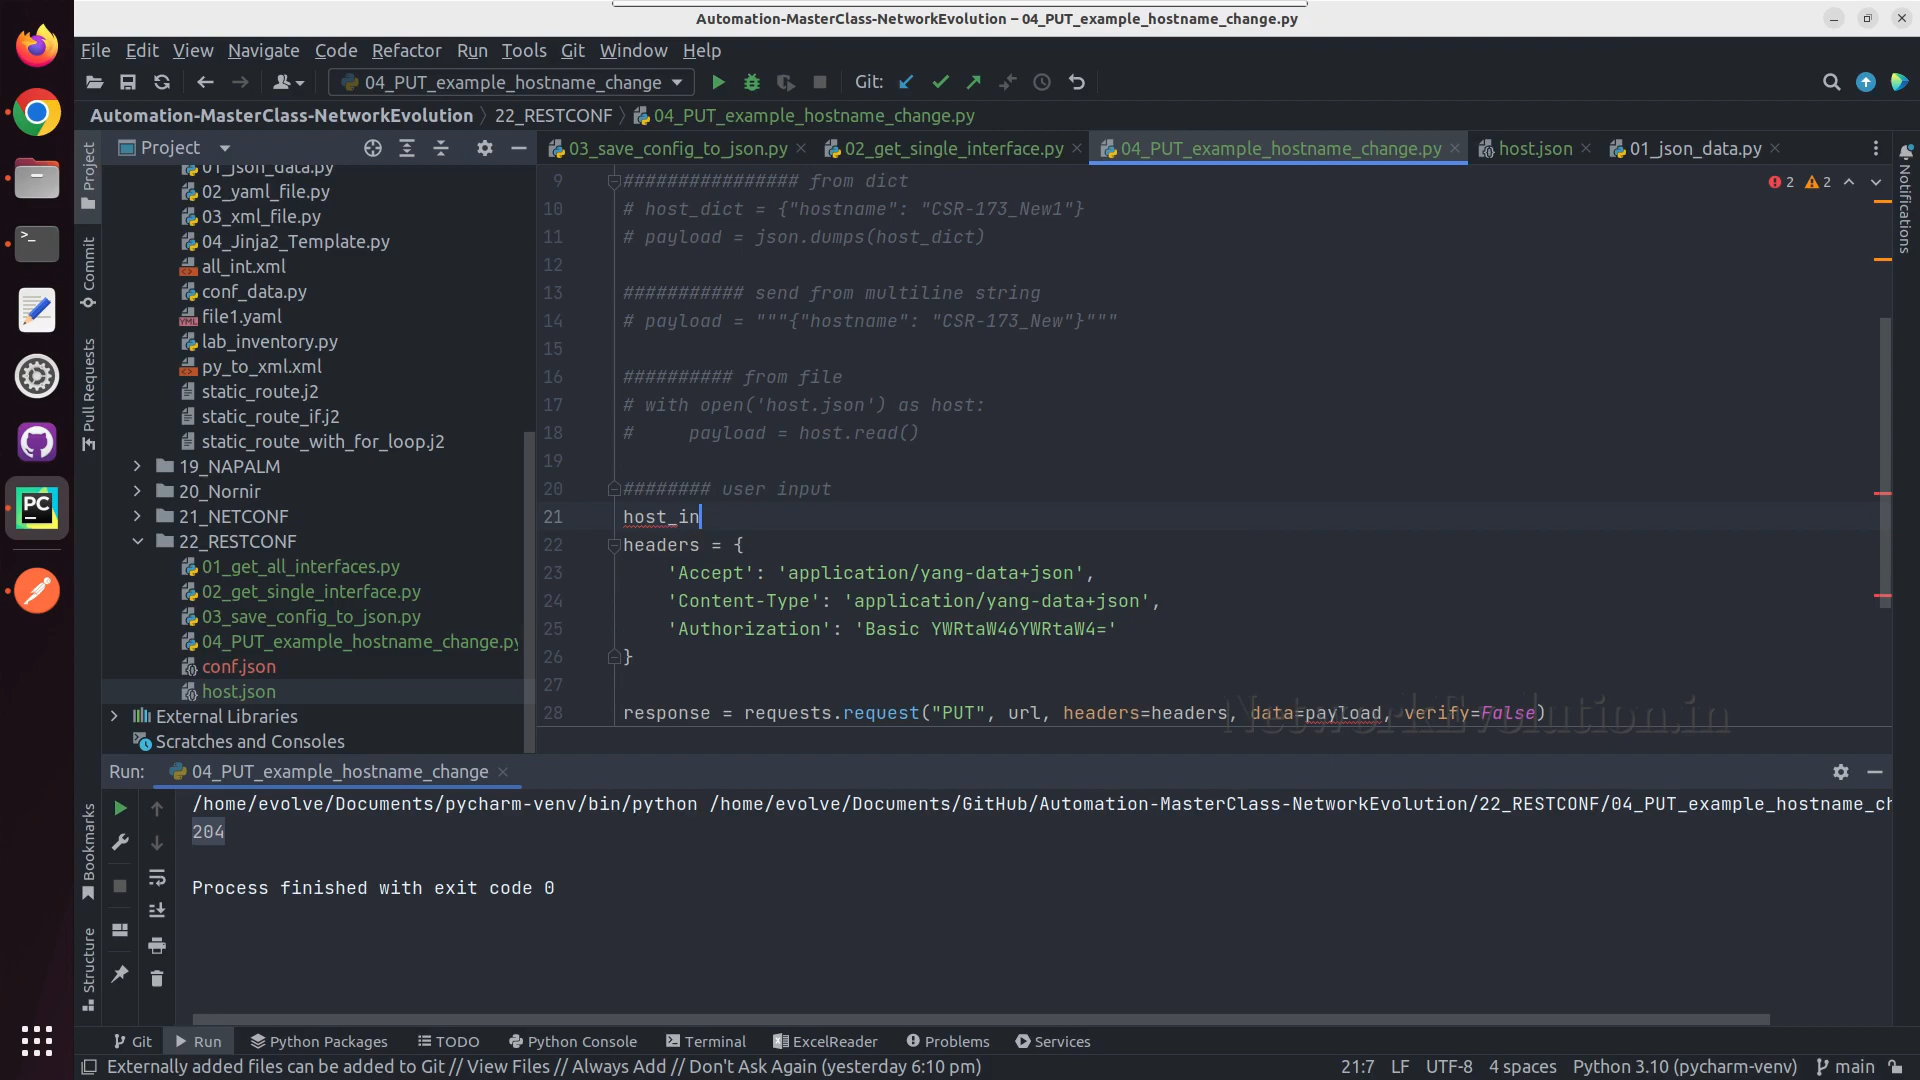 Automation-MasterClass-NetworkEvolution – 04_PUT_example_hostname_change.py
File Edit View Navigate Code Refactor Run Tools Git Window Help
04_PUT_example_hostname_change Git:
Automation-MasterClass-NetworkEvolution 22_RESTCONF 04_PUT_example_hostname_change.py
Project
03_save_config_to_json.py 02_get_single_interface.py 04_PUT_example_hostname_change.py host.json 01_json_data.py
01_json_data.py
02_yaml_file.py
03_xml_file.py
04_Jinja2_Template.py
all_int.xml
conf_data.py
file1.yaml
lab_inventory.py
py_to_xml.xml
static_route.j2
static_route_if.j2
static_route_with_for_loop.j2
19_NAPALM
20_Nornir
21_NETCONF
22_RESTCONF
01_get_all_interfaces.py
02_get_single_interface.py
03_save_config_to_json.py
04_PUT_example_hostname_change.py
conf.json
host.json
External Libraries
Scratches and Consoles
Project
Commit
Pull Requests
Bookmarks
Structure
Notifications
2 2
9 ################ from dict
10 # host_dict = {"hostname": "CSR-173_New1"}
11 # payload = json.dumps(host_dict)
12
13 ########### send from multiline string
14 # payload = """{"hostname": "CSR-173_New"}"""
15
16 ########## from file
17 # with open('host.json') as host:
18 #     payload = host.read()
19
20 ######## user input
21 host_in
22 headers = {
23     'Accept': 'application/yang-data+json',
24     'Content-Type': 'application/yang-data+json',
25     'Authorization': 'Basic YWRtaW46YWRtaW4='
26 }
27
28 response = requests.request("PUT", url, headers=headers, data=payload, verify=False)
NetworkEvolution.in
Run: 04_PUT_example_hostname_change
/home/evolve/Documents/pycharm-venv/bin/python /home/evolve/Documents/GitHub/Automation-MasterClass-NetworkEvolution/22_RESTCONF/04_PUT_example_hostname_ch
204
Process finished with exit code 0
Git Run Python Packages TODO Python Console Terminal ExcelReader Problems Services
Externally added files can be added to Git // View Files // Always Add // Don't Ask Again (yesterday 6:10 pm) 21:7 LF UTF-8 4 spaces Python 3.10 (pycharm-venv) main
PC